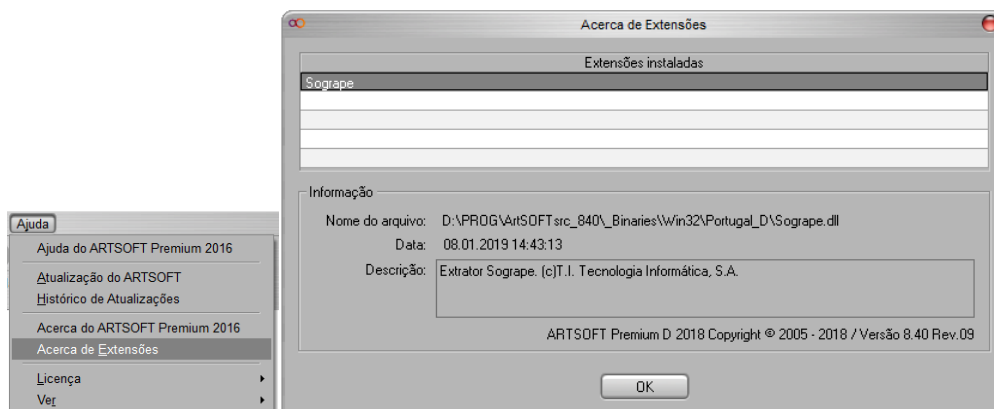 Ajuda
Ajuda do ARTSOFT Premium 2016
Atualização do ARTSOFT
Histórico de Atualizações
Acerca do ARTSOFT Premium 2016
Acerca de Extensões
Licença
Ver
Acerca de Extensões
Extensões instaladas
Sogrape
Informação
Nome do arquivo: D:\PROG\ArtSOFTsrc_840\_Binaries\Win32\Portugal_D\Sogrape.dll
Data: 08.01.2019 14:43:13
Descrição: Extrator Sogrape. (c)T.I. Tecnologia Informática, S.A.
ARTSOFT Premium D 2018 Copyright © 2005 - 2018 / Versão 8.40 Rev.09
OK